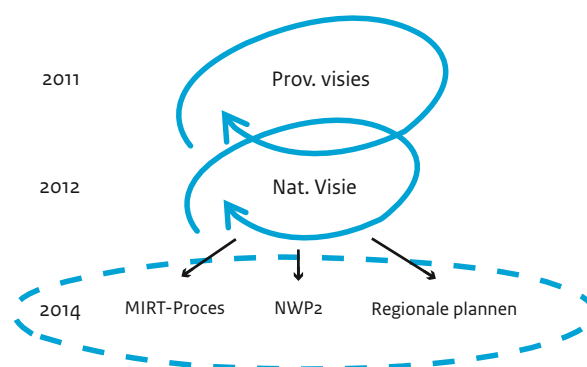 2011 Prov. visies
2012 Nat. Visie
2014 MIRT-Proces NWP2 Regionale plannen